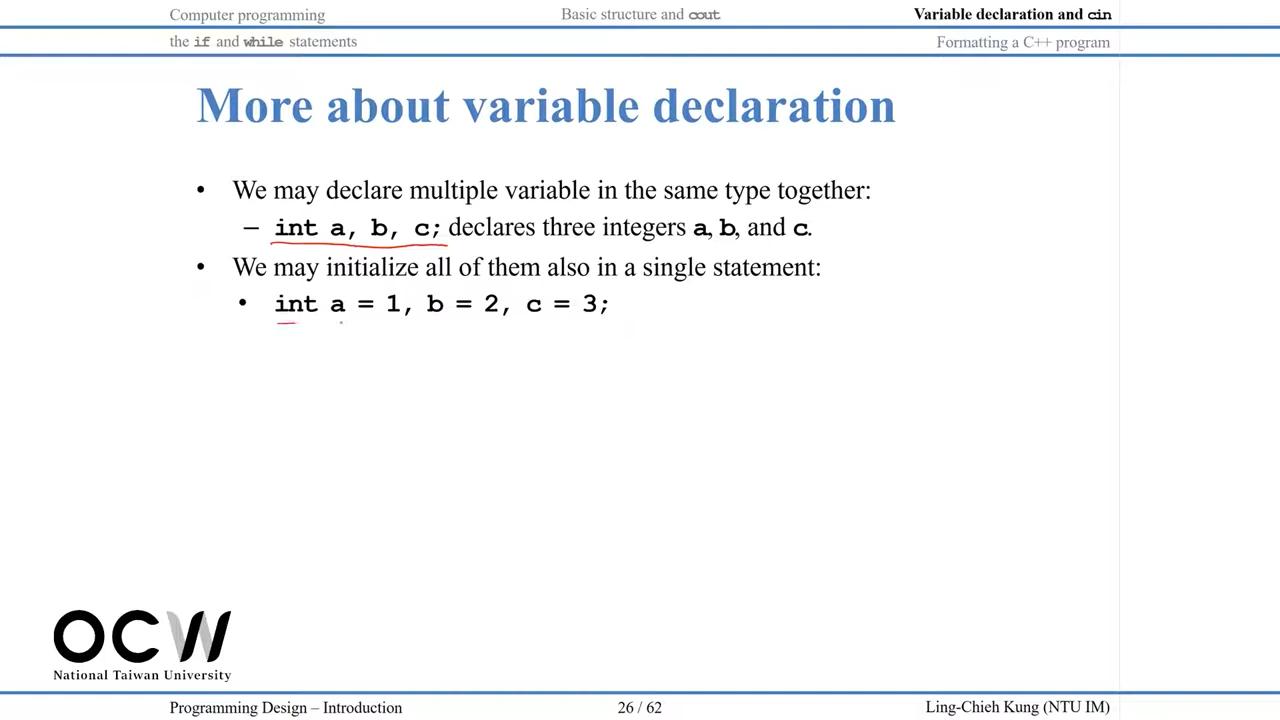 Computer programming Basic structure and cout Variable declaration and cin
the if and while statements Formatting a C++ program
More about variable declaration
• We may declare multiple variable in the same type together:
– int a, b, c; declares three integers a, b, and c.
• We may initialize all of them also in a single statement:
• int a = 1, b = 2, c = 3;
OCW
National Taiwan University
Programming Design – Introduction 26 / 62 Ling-Chieh Kung (NTU IM)